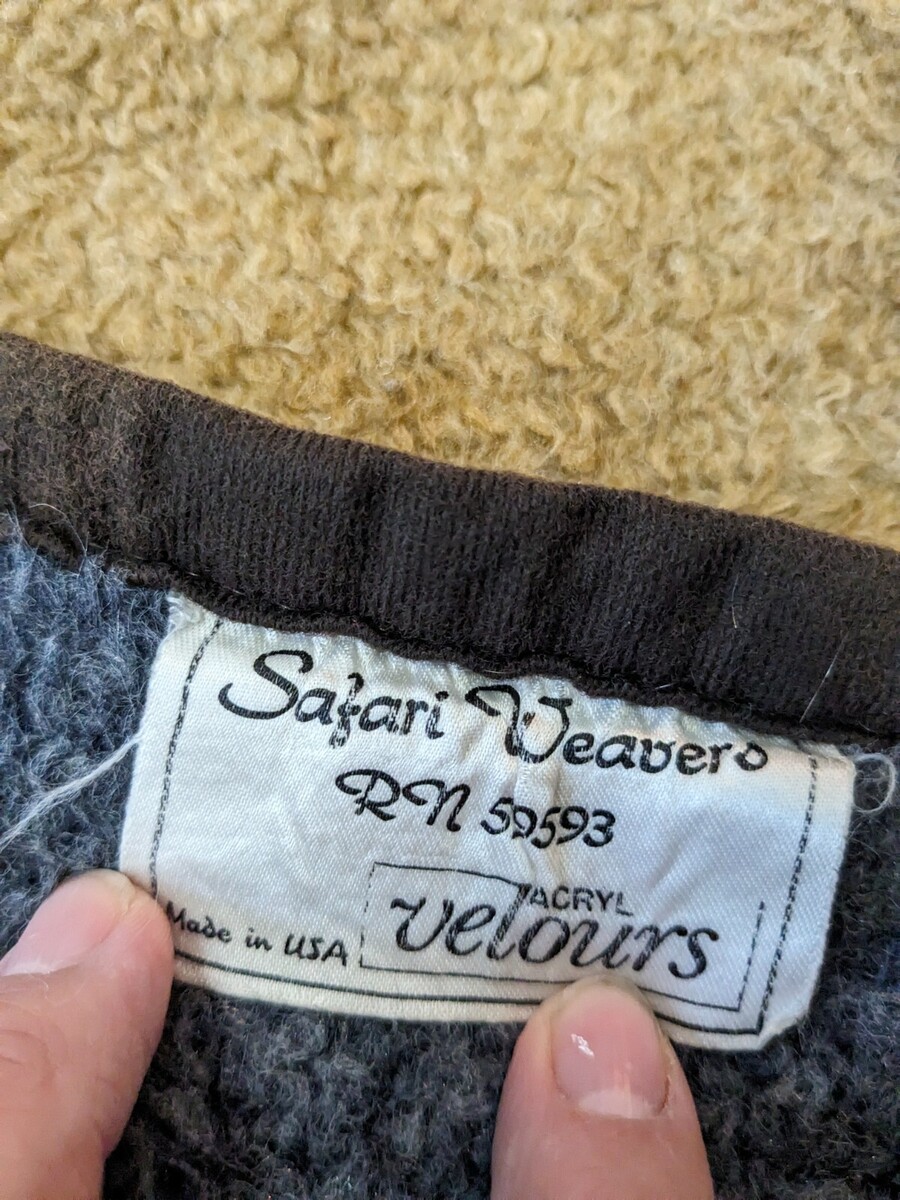 Safari Weavers
RN 59593
ACRYL
velours
Made in USA